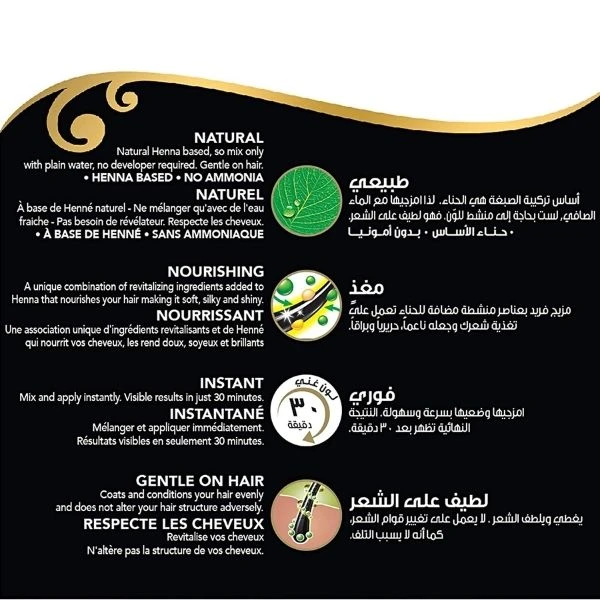 NATURAL
Natural Henna based, so mix only
with plain water, no developer required. Gentle on hair.
• HENNA BASED • NO AMMONIA
NATUREL
À base de Henné naturel - Ne mélanger qu'avec de l'eau
fraiche - Pas besoin de révélateur. Respecte les cheveux.
• À BASE DE HENNÉ • SANS AMMONIAQUE
طبيعي
أساس تركيبة الصبغة هي الحناء. لذا امزجيها مع الماء
الصافي، لست بحاجة إلى منشط للّون. فهو لطيف على الشعر.
• حناء الأساس • بدون أمونيا
NOURISHING
A unique combination of revitalizing ingredients added to
Henna that nourishes your hair making it soft, silky and shiny.
NOURRISSANT
Une association unique d'ingrédients revitalisants et de Henné
qui nourrit vos cheveux, les rend doux, soyeux et brillants
مغذٍ
مزيج فريد بعناصر منشطة مضافة للحناء تعمل على
تغذية شعرك وجعله ناعماً، حريرياً وبراقاً.
INSTANT
Mix and apply instantly. Visible results in just 30 minutes.
INSTANTANÉ
Mélanger et appliquer immédiatement.
Résultats visibles en seulement 30 minutes.
لون غني
٣٠
دقيقة
فوري
امزجيها وضعيها بسرعة وسهولة. النتيجة
النهائية تظهر بعد ٣٠ دقيقة.
GENTLE ON HAIR
Coats and conditions your hair evenly
and does not alter your hair structure adversely.
RESPECTE LES CHEVEUX
Revitalise vos cheveux
N'altère pas la structure de vos cheveux.
لطيف على الشعر
يغطي ويلطف الشعر . لا يعمل على تغيير قوام الشعر،
كما أنه لا يسبب التلف.